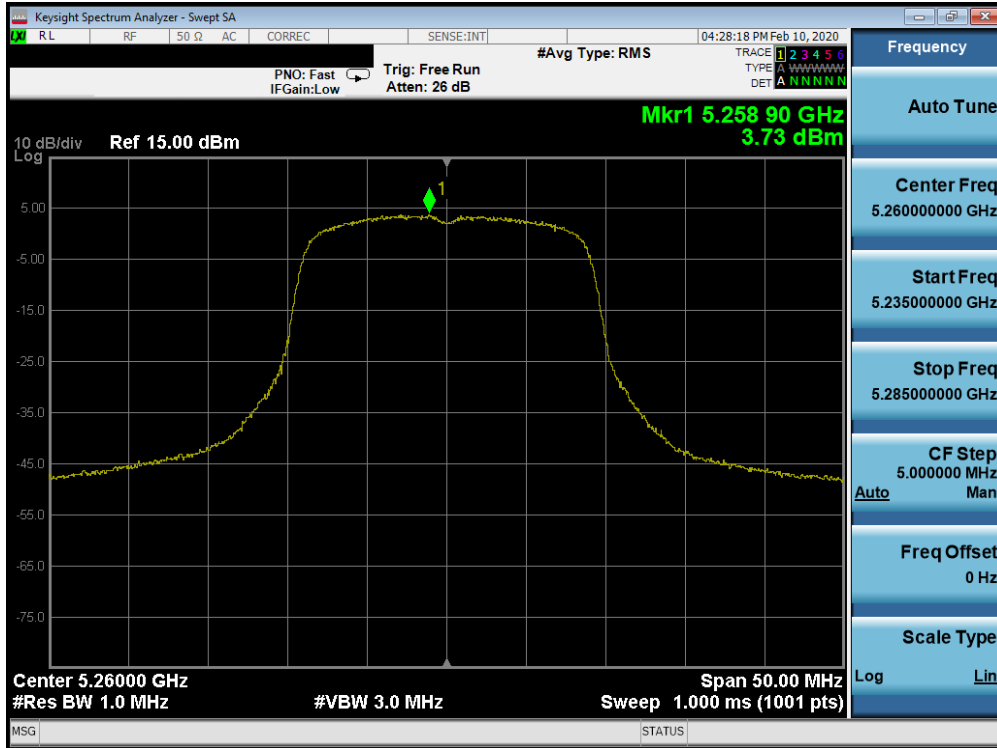 Keysight Spectrum Analyzer - Swept SA
LXI RL RF 50 Ω AC CORREC SENSE:INT 04:28:18 PM Feb 10, 2020
#Avg Type: RMS
TRACE 1 2 3 4 5 6
PNO: Fast Trig: Free Run TYPE A WWWWW
IFGain:Low Atten: 26 dB DET A N N N N N
Mkr1 5.258 90 GHz
3.73 dBm
10 dB/div Ref 15.00 dBm
Log
1
5.00
-5.00
-15.0
-25.0
-35.0
-45.0
-55.0
-65.0
-75.0
Center 5.26000 GHz Span 50.00 MHz
#Res BW 1.0 MHz #VBW 3.0 MHz Sweep 1.000 ms (1001 pts)
MSG STATUS
Frequency
Auto Tune
Center Freq
5.260000000 GHz
Start Freq
5.235000000 GHz
Stop Freq
5.285000000 GHz
CF Step
5.000000 MHz
Auto Man
Freq Offset
0 Hz
Scale Type
Log Lin